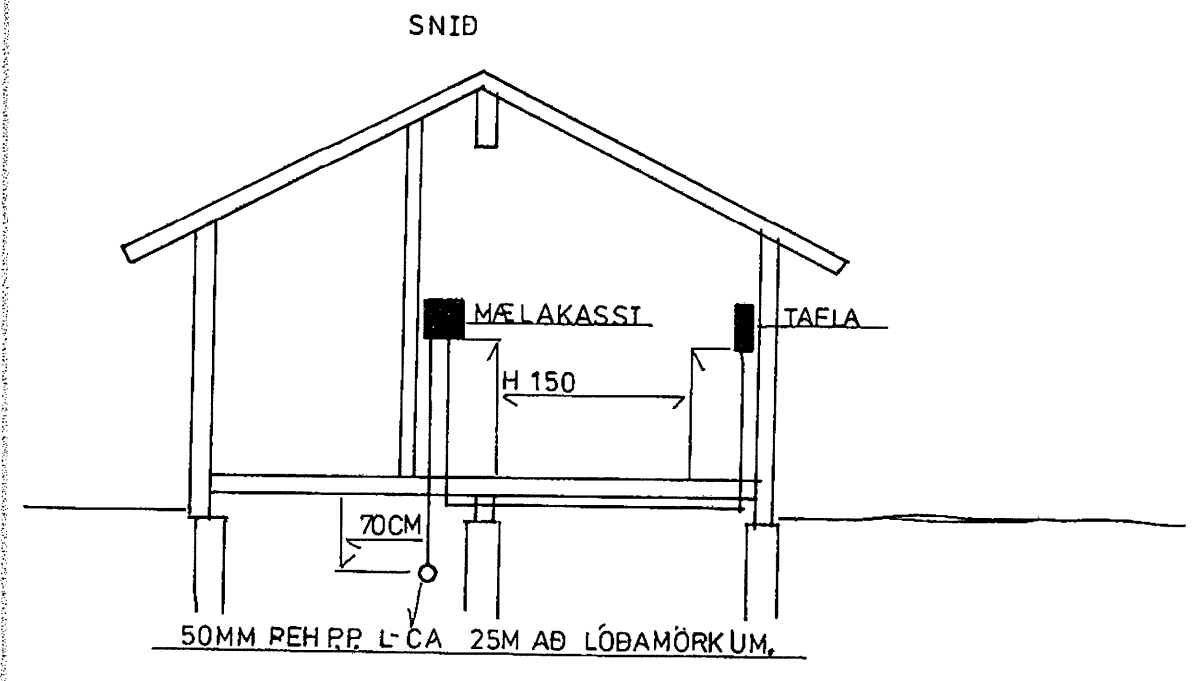 SNIÐ
MÆLAKASSI
TAFLA
H 150
70CM
50MM PEH P.P. L-CA 25M AÐ LÓÐAMÖRKUM.